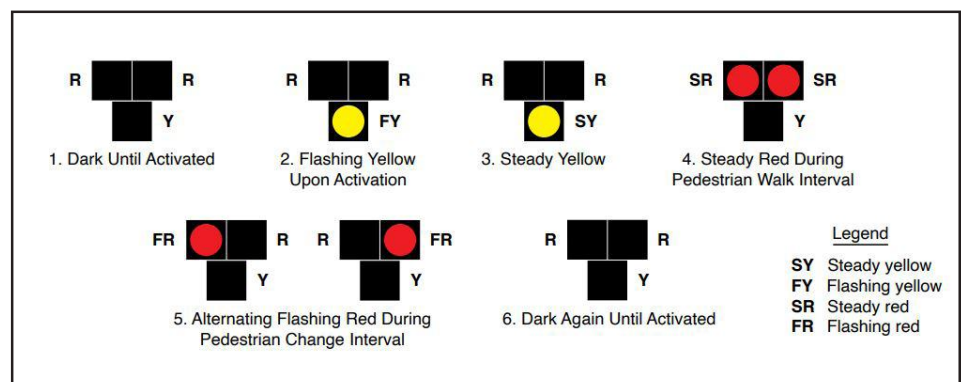 R R R R R R SR SR
Y FY SY Y
1. Dark Until Activated
2. Flashing Yellow
Upon Activation
3. Steady Yellow
4. Steady Red During
Pedestrian Walk Interval
FR R R FR
Y Y
5. Alternating Flashing Red During
Pedestrian Change Interval
R R
Y
6. Dark Again Until Activated
Legend
SY Steady yellow
FY Flashing yellow
SR Steady red
FR Flashing red